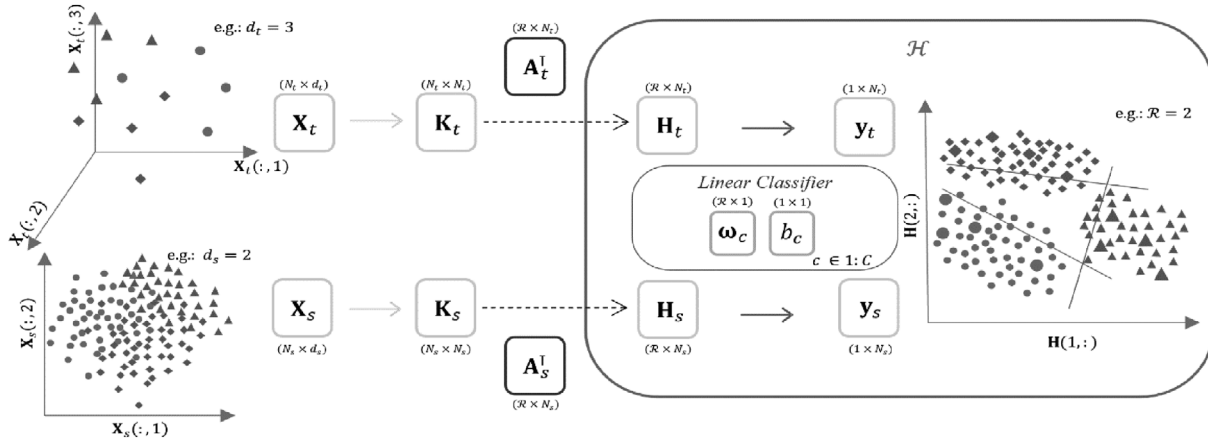 X_t(:,3)
e.g.: d_t = 3
X_t(:,1)
X_t(:,2)
(N_t × d_t)
X_t
(N_t × N_t)
K_t
(ℛ × N_t)
A_t^⊺
ℋ
(ℛ × N_t)
H_t
(1 × N_t)
y_t
Linear Classifier
(ℛ × 1)
ω_c
(1 × 1)
b_c
c ∈ 1: C
e.g.: ℛ = 2
H(2,:)
H(1,:)
e.g.: d_s = 2
X_s(:,2)
X_s(:,1)
X_s
(N_s × d_s)
K_s
(N_s × N_s)
A_s^⊺
(ℛ × N_s)
H_s
(ℛ × N_s)
y_s
(1 × N_s)